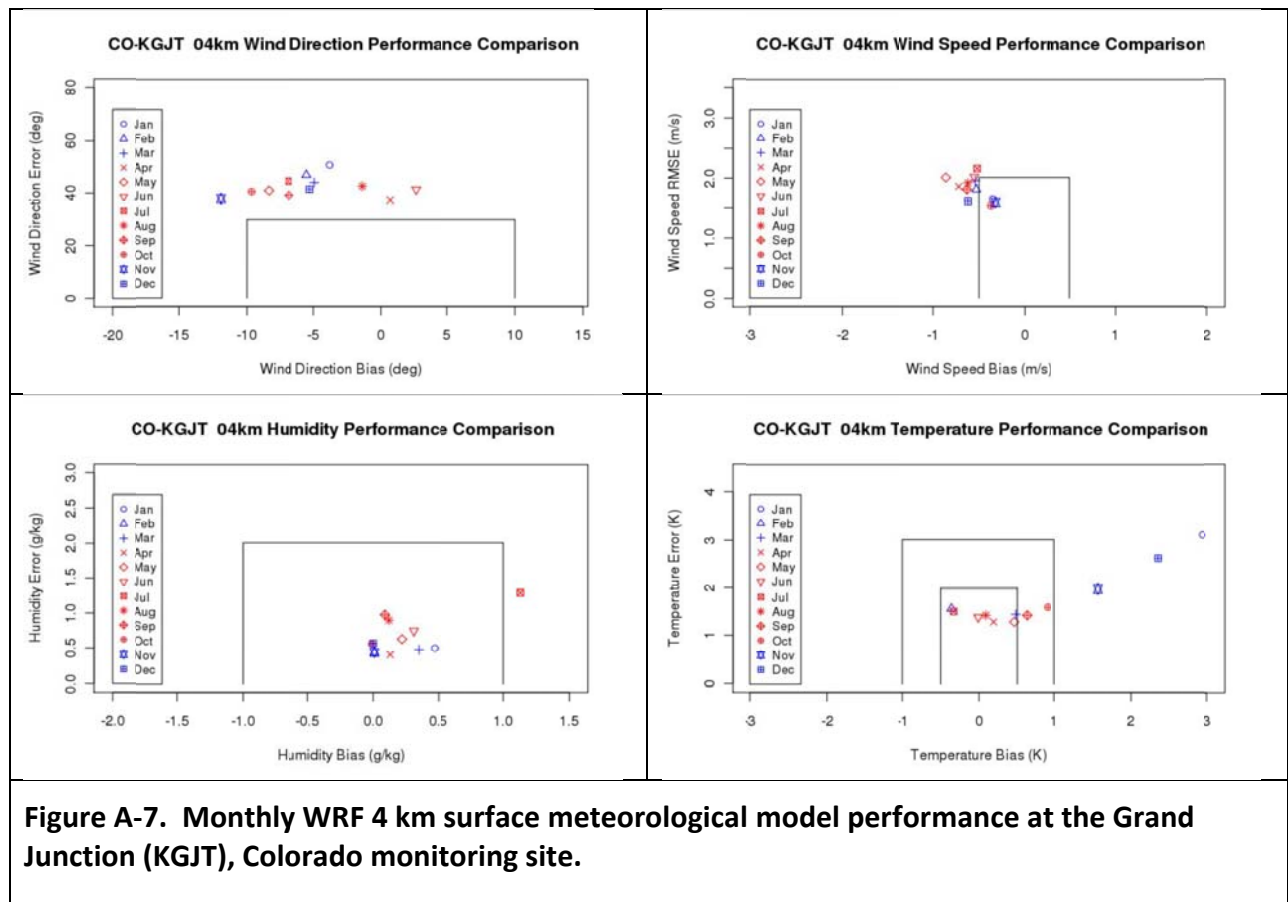 CO-KGJT 04km Wind Direction Performance Comparison
Wind Direction Error (deg)
80
60
40
20
0
Jan
Feb
Mar
Apr
May
Jun
Jul
Aug
Sep
Oct
Nov
Dec
-20 -15 -10 -5 0 5 10 15
Wind Direction Bias (deg)
CO-KGJT 04km Wind Speed Performance Comparison
Wind Speed RMSE (m/s)
3.0
2.0
1.0
0.0
Jan
Feb
Mar
Apr
May
Jun
Jul
Aug
Sep
Oct
Nov
Dec
-3 -2 -1 0 1 2
Wind Speed Bias (m/s)
CO-KGJT 04km Humidity Performance Comparison
Humidity Error (g/kg)
3.0
2.5
2.0
1.5
1.0
0.5
0.0
Jan
Feb
Mar
Apr
May
Jun
Jul
Aug
Sep
Oct
Nov
Dec
-2.0 -1.5 -1.0 -0.5 0.0 0.5 1.0 1.5
Humidity Bias (g/kg)
CO-KGJT 04km Temperature Performance Comparison
Temperature Error (K)
4
3
2
1
0
Jan
Feb
Mar
Apr
May
Jun
Jul
Aug
Sep
Oct
Nov
Dec
-3 -2 -1 0 1 2 3
Temperature Bias (K)
Figure A-7. Monthly WRF 4 km surface meteorological model performance at the Grand
Junction (KGJT), Colorado monitoring site.